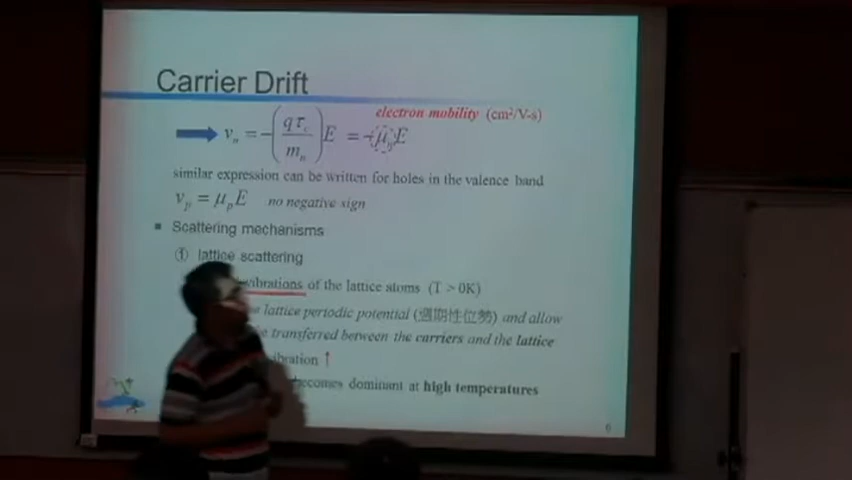 Carrier Drift
electron mobility (cm²/V-s)
vₙ = −(qτ꜀/mₙ)E = −μₙE
similar expression can be written for holes in the valence band
vₚ = μₚE no negative sign
▪ Scattering mechanisms
① lattice scattering
vibrations of the lattice atoms (T > 0K)
lattice periodic potential (週期性位勢) and allow
be transferred between the carriers and the lattice
vibration ↑
becomes dominant at high temperatures
6